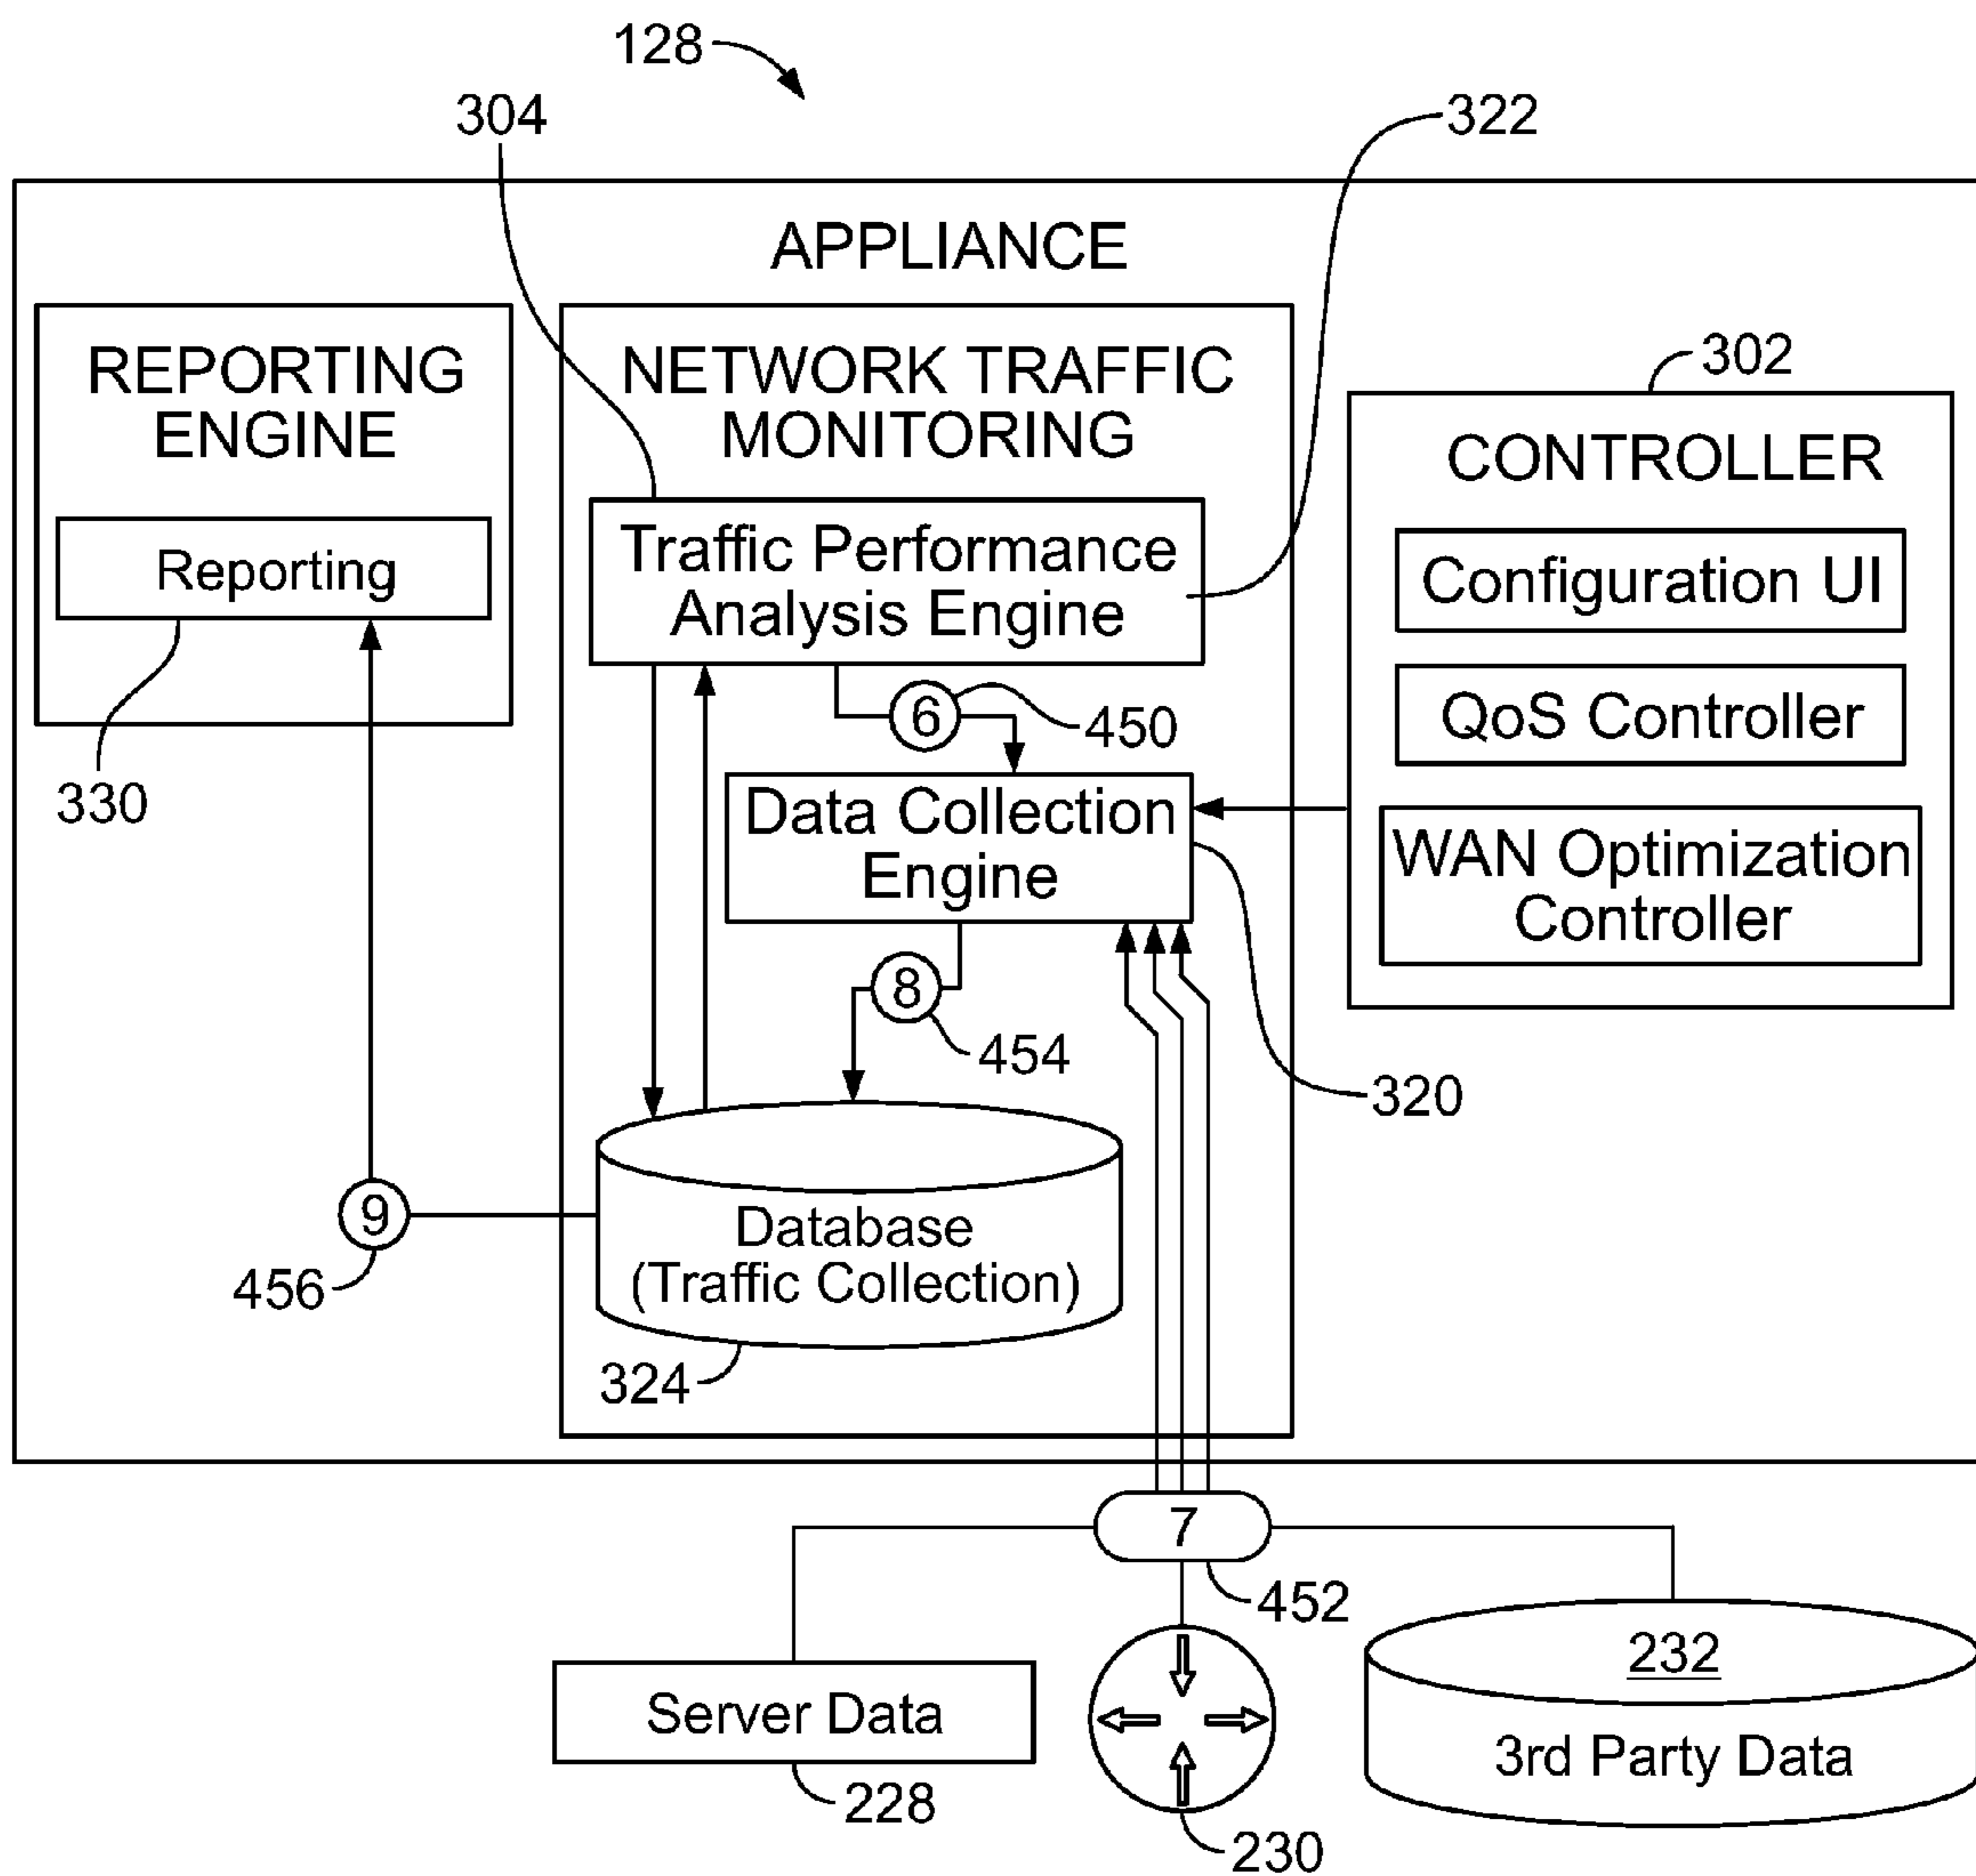 128
304
322
APPLIANCE
REPORTING
ENGINE
Reporting
330
NETWORK TRAFFIC
MONITORING
Traffic Performance
Analysis Engine
6
450
Data Collection
Engine
8
454
320
302
CONTROLLER
Configuration UI
QoS Controller
WAN Optimization
Controller
9
456
Database
(Traffic Collection)
324
7
452
Server Data
228
230
232
3rd Party Data